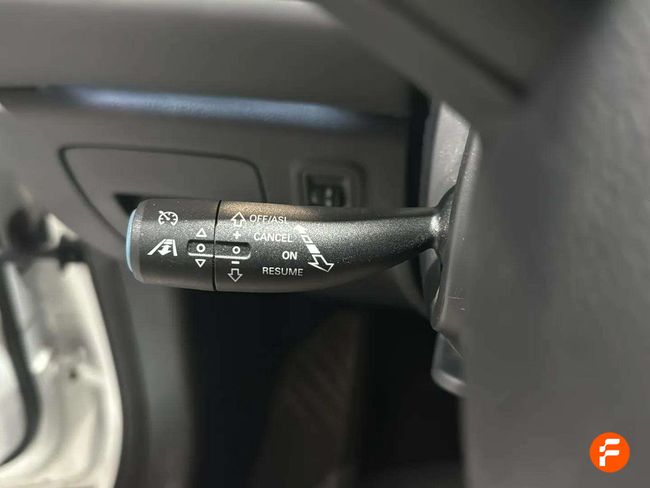 OFF/ASL
+
CANCEL
ON
-
RESUME